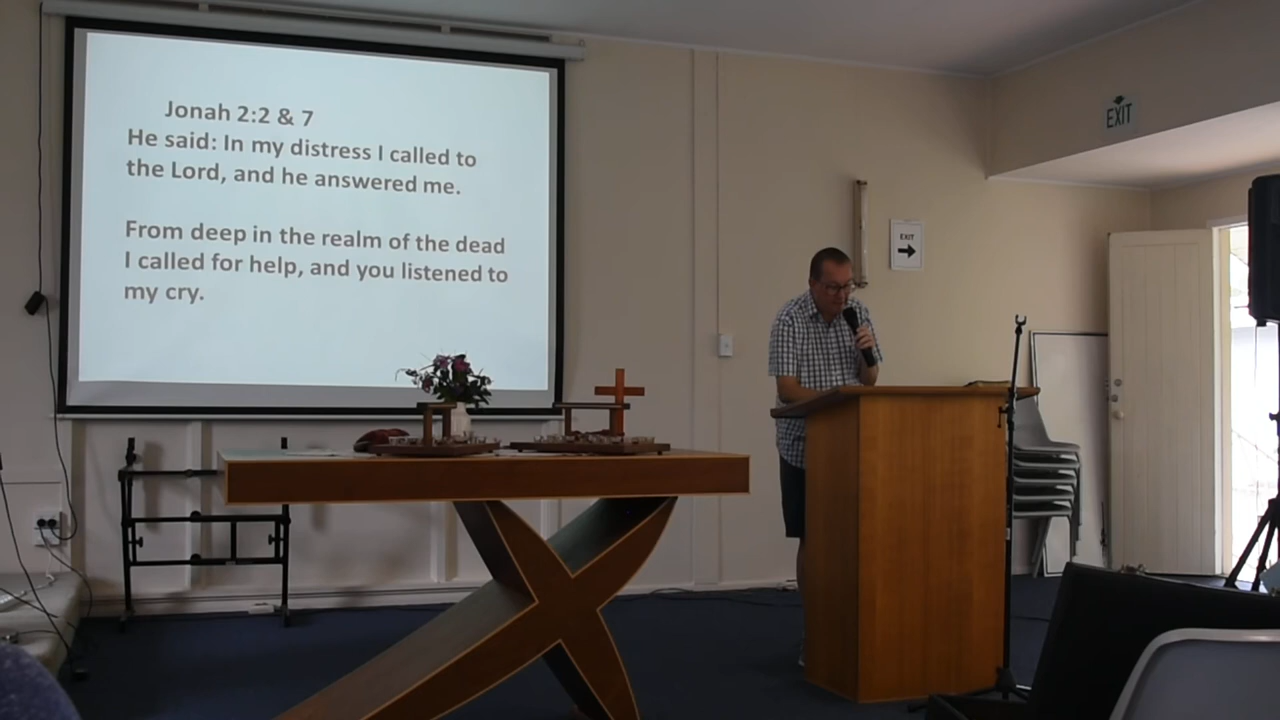 Jonah 2:2 & 7
He said: In my distress I called to
the Lord, and he answered me.
From deep in the realm of the dead
I called for help, and you listened to
my cry.
EXIT
EXIT